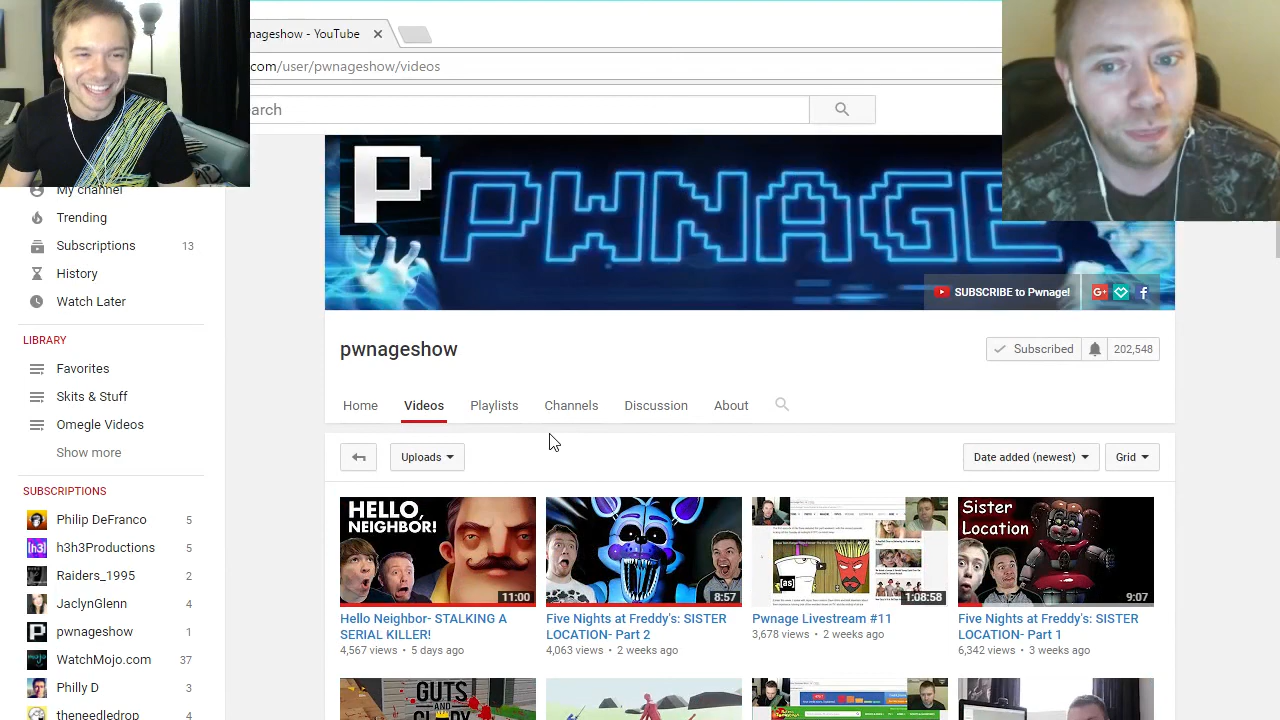 nageshow - YouTube
com/user/pwnageshow/videos
earch
My channel
Trending
Subscriptions 13
History
Watch Later
LIBRARY
Favorites
Skits & Stuff
Omegle Videos
Show more
SUBSCRIPTIONS
Philip DeFranco 5
h3h3Productions 5
Raiders_1995 2
JaclynGlenn 4
pwnageshow 1
WatchMojo.com 37
Philly D 3
theneedledrop
P PWNAGE
SUBSCRIBE to Pwnage!
G+ f
pwnageshow
Subscribed 202,548
Home Videos Playlists Channels Discussion About
Uploads Date added (newest) Grid
HELLO,
NEIGHBOR!
11:00
Hello Neighbor- STALKING A
SERIAL KILLER!
4,567 views • 5 days ago
8:57
Five Nights at Freddy's: SISTER
LOCATION- Part 2
4,063 views • 2 weeks ago
[as]
1:08:58
Pwnage Livestream #11
3,678 views • 2 weeks ago
Sister
Location
9:07
Five Nights at Freddy's: SISTER
LOCATION- Part 1
6,342 views • 3 weeks ago
GUTS
AND